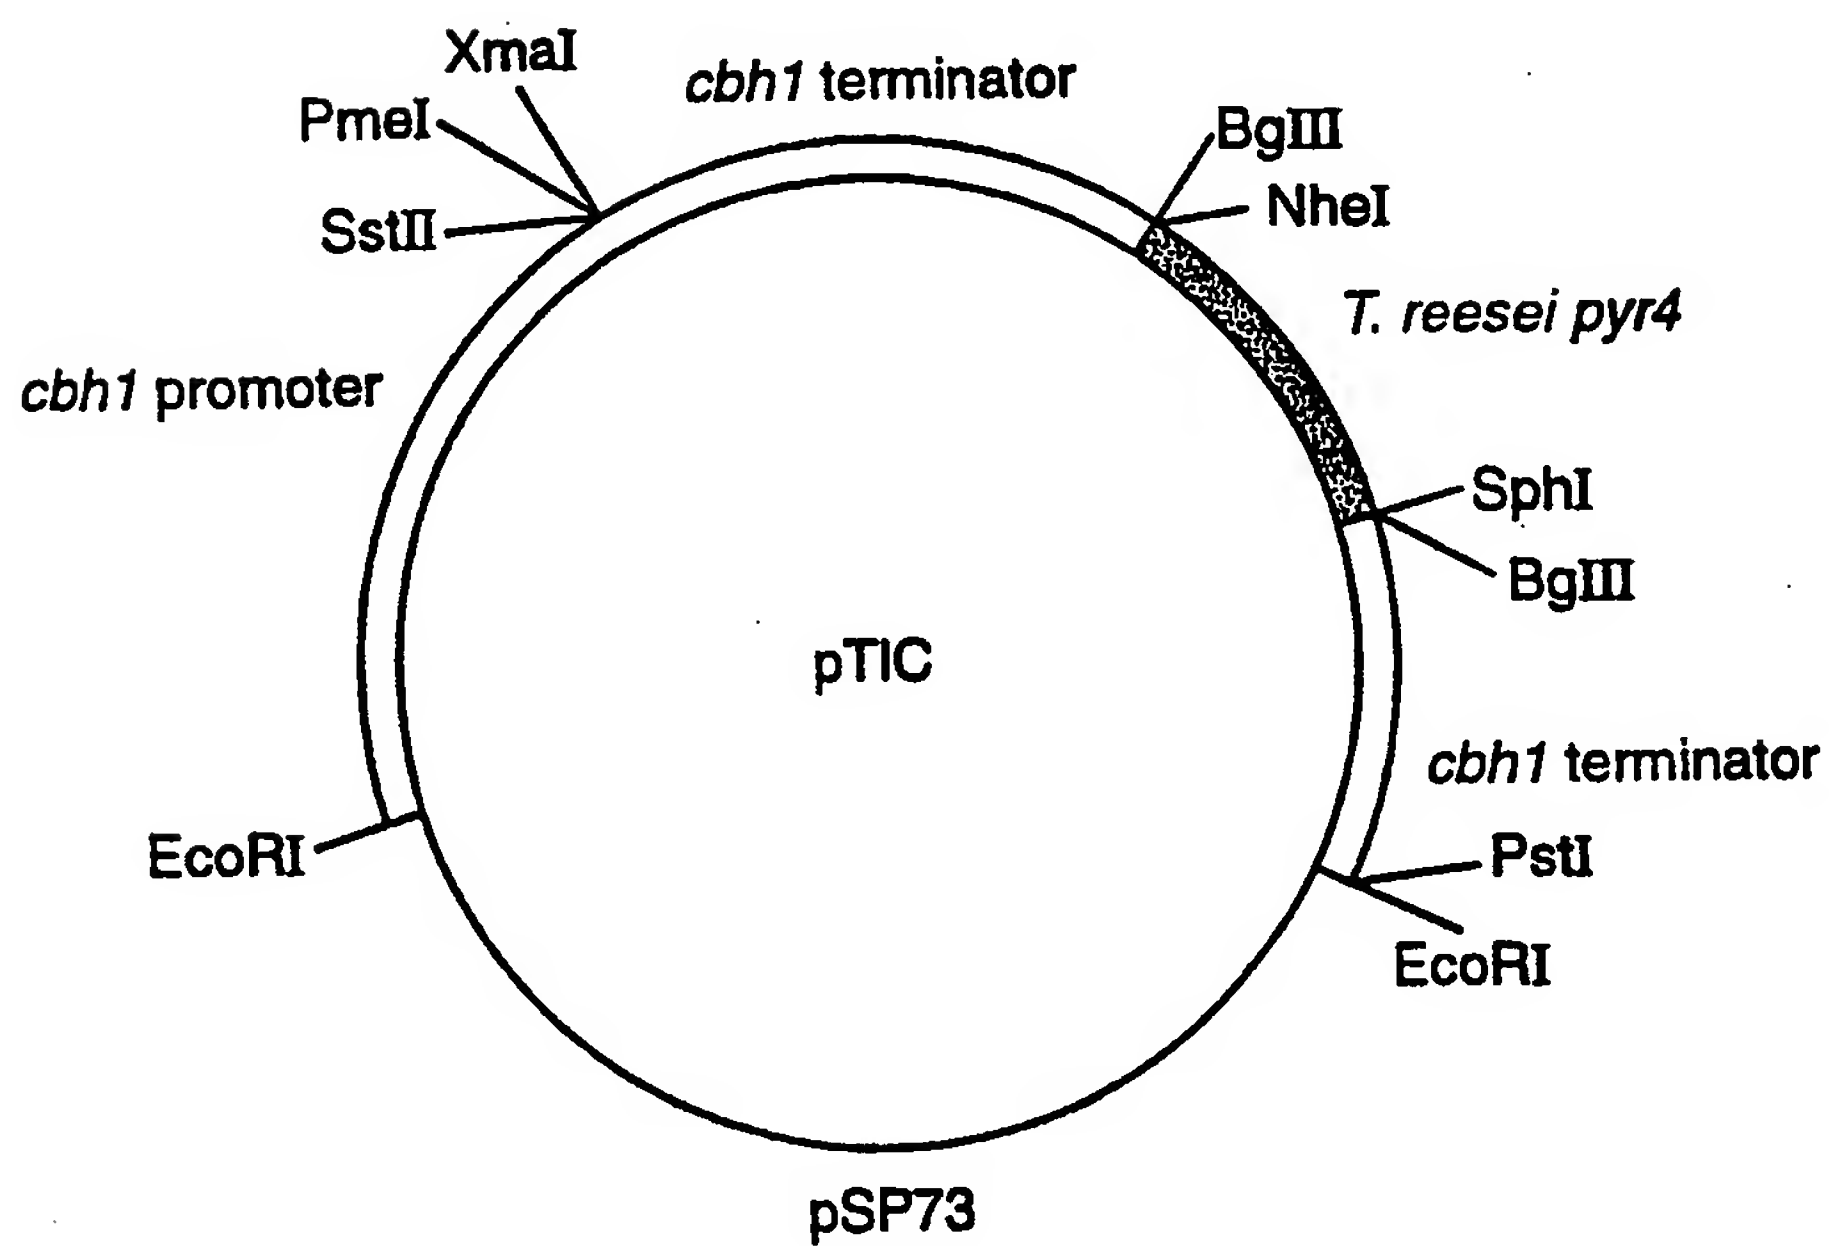 XmaI
cbh1 terminator
PmeI
BglII
SstII
NheI
T. reesei pyr4
cbh1 promoter
SphI
BglII
pTIC
cbh1 terminator
EcoRI
PstI
EcoRI
pSP73